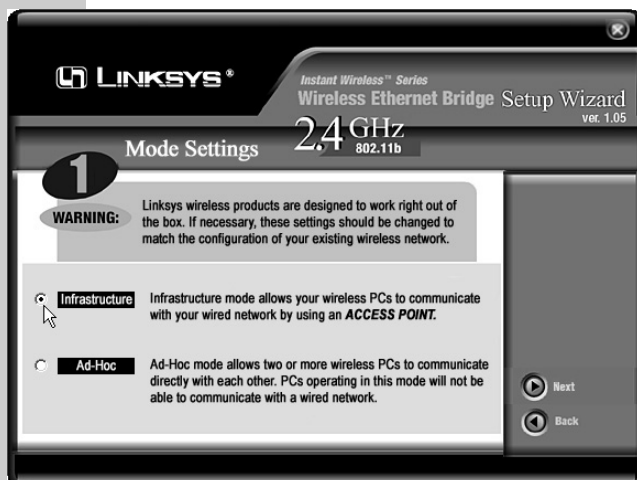 LINKSYS®
Instant Wireless™ Series
Wireless Ethernet Bridge Setup Wizard
ver. 1.05
2.4 GHz
802.11b
Mode Settings
1
WARNING:
Linksys wireless products are designed to work right out of
the box. If necessary, these settings should be changed to
match the configuration of your existing wireless network.
Infrastructure
Infrastructure mode allows your wireless PCs to communicate
with your wired network by using an ACCESS POINT.
Ad-Hoc
Ad-Hoc mode allows two or more wireless PCs to communicate
directly with each other. PCs operating in this mode will not be
able to communicate with a wired network.
Next
Back